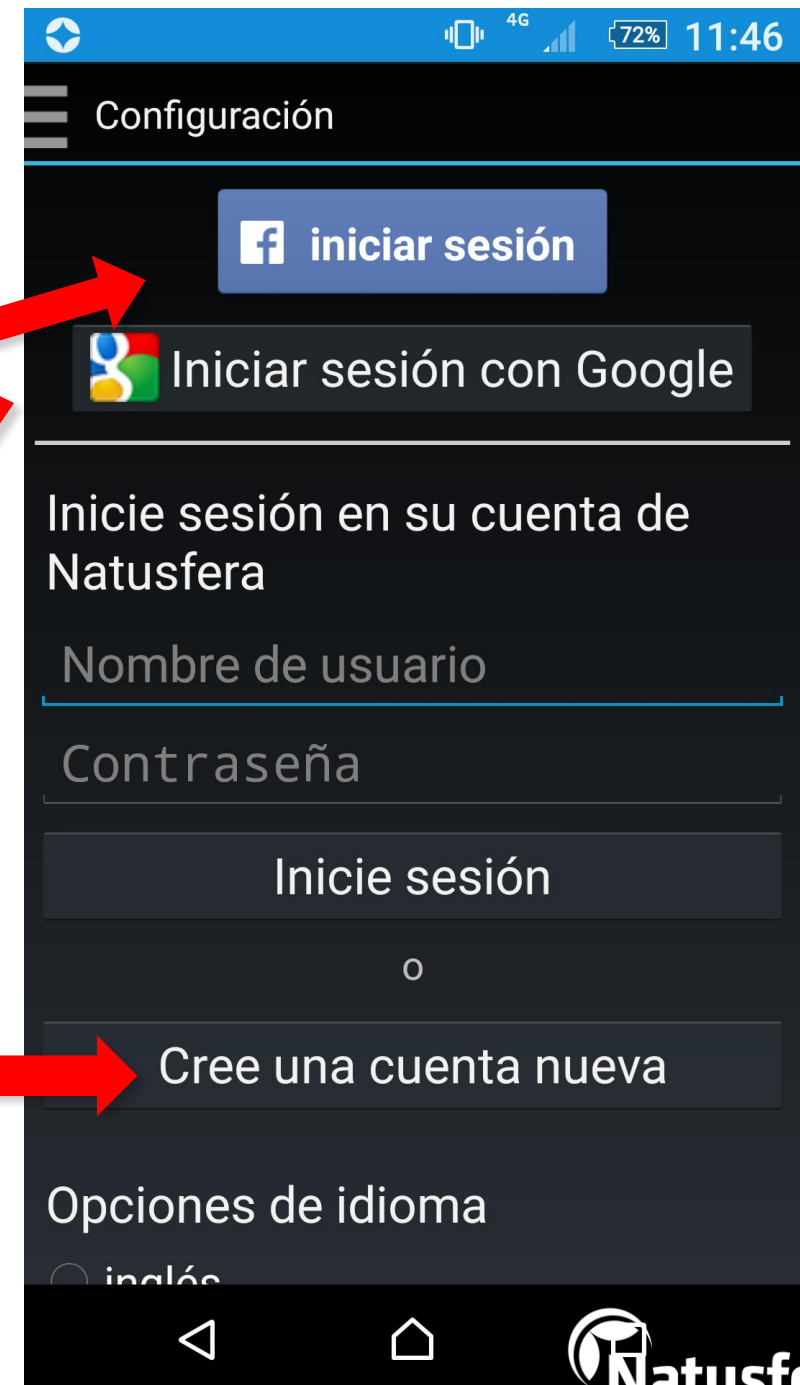 4G 72% 11:46
Configuración
f iniciar sesión
g Iniciar sesión con Google
Inicie sesión en su cuenta de
Natusfera
Nombre de usuario
Contraseña
Inicie sesión
o
Cree una cuenta nueva
Opciones de idioma
inglés
Natusfe